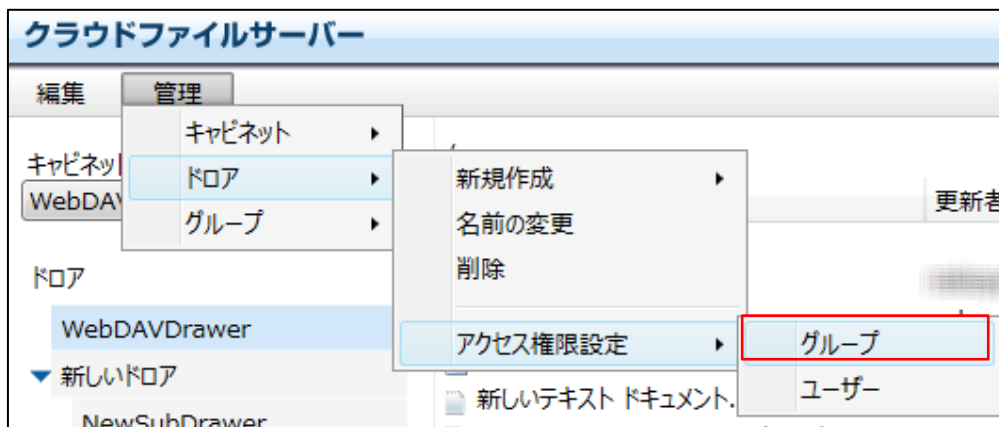 クラウドファイルサーバー
編集 管理
キャビネット
ドロア
グループ
新規作成
名前の変更
削除
アクセス権限設定
グループ
ユーザー
キャビネッ
WebDAV
更新者
ドロア
WebDAVDrawer
新しいドロア
NewSubDrawer
新しいテキスト ドキュメント.